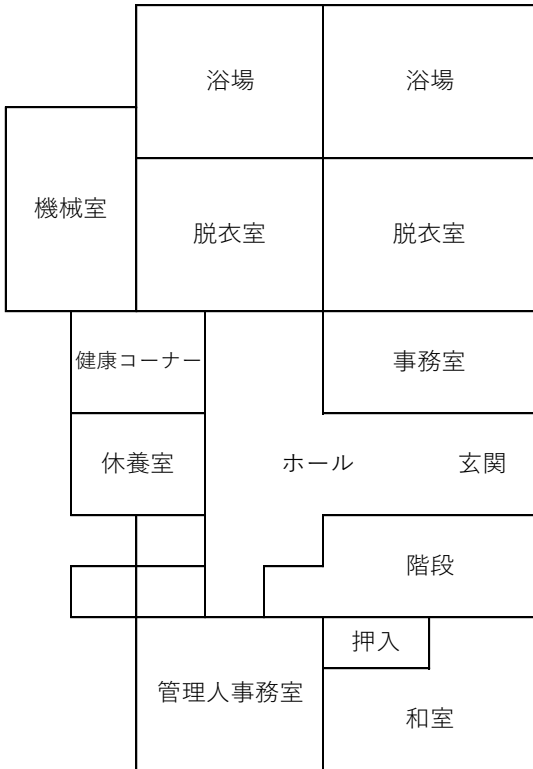 浴場
浴場
機械室
脱衣室
脱衣室
健康コーナー
事務室
休養室
ホール
玄関
階段
押入
管理人事務室
和室